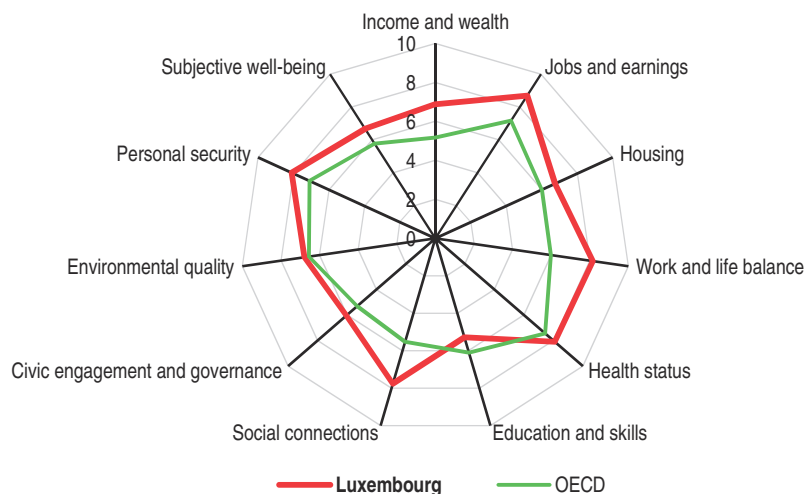 Income and wealth
10
Subjective well-being
Jobs and earnings
8
6
Personal security
Housing
4
2
0
Environmental quality
Work and life balance
Civic engagement and governance
Health status
Social connections
Education and skills
Luxembourg
OECD